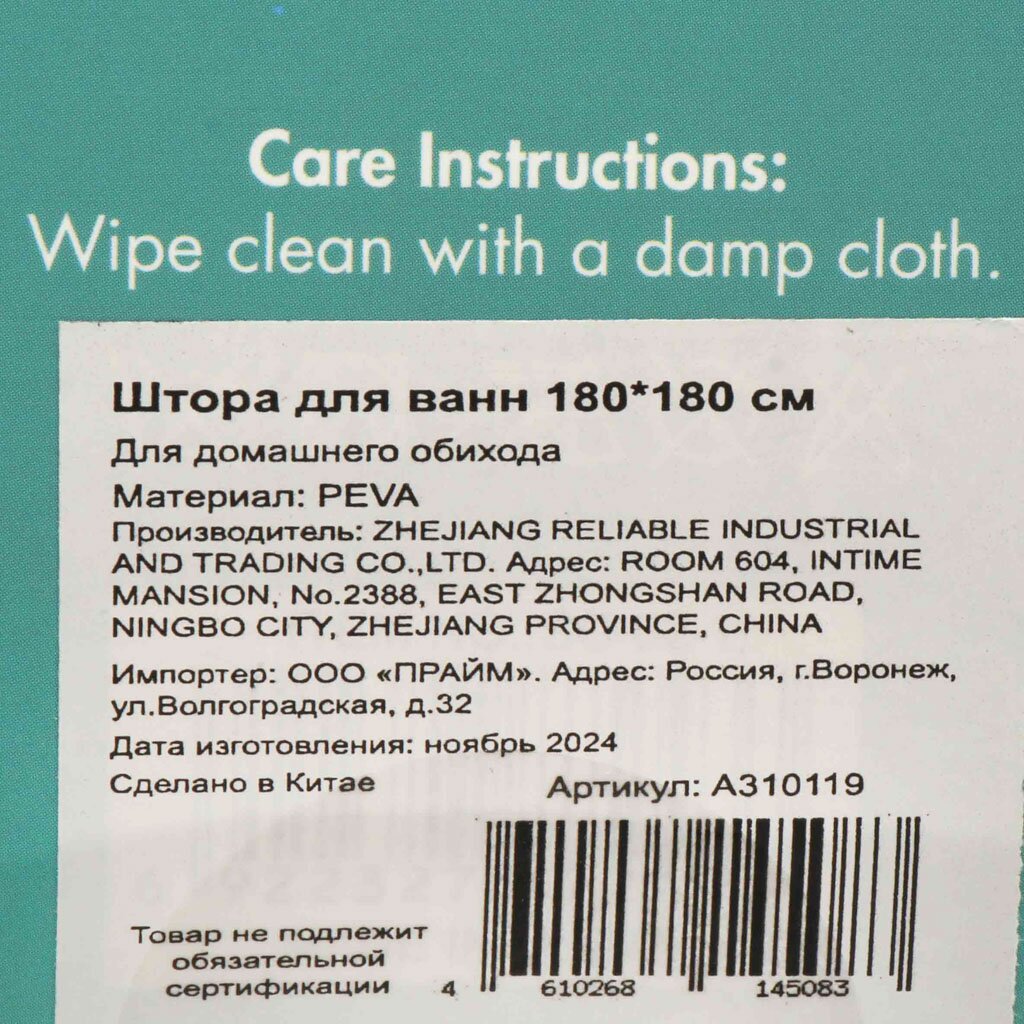 Care Instructions:
Wipe clean with a damp cloth.
Штора для ванн 180*180 см
Для домашнего обихода
Материал: PEVA
Производитель: ZHEJIANG RELIABLE INDUSTRIAL
AND TRADING CO.,LTD. Адрес: ROOM 604, INTIME
MANSION, No.2388, EAST ZHONGSHAN ROAD,
NINGBO CITY, ZHEJIANG PROVINCE, CHINA
Импортер: ООО «ПРАЙМ». Адрес: Россия, г.Воронеж,
ул.Волгоградская, д.32
Дата изготовления: ноябрь 2024
Сделано в Китае
Артикул: A310119
Товар не подлежит
обязательной
сертификации
4 610268 145083